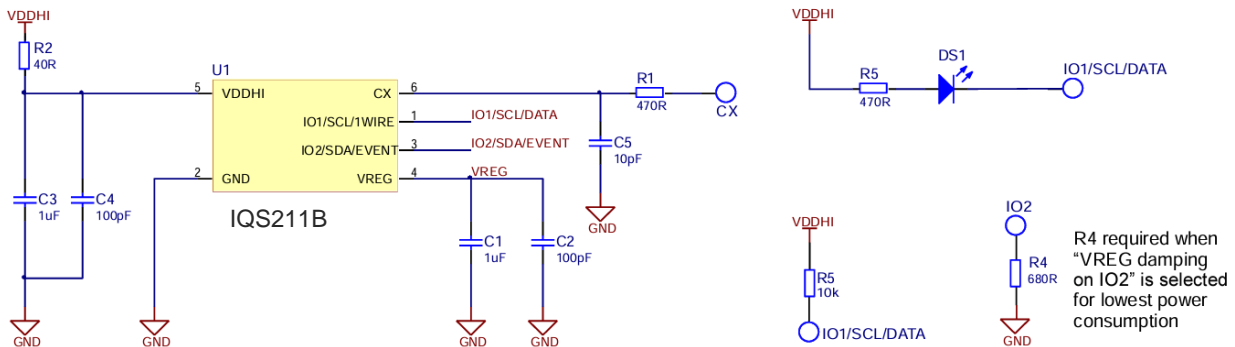 VDDHI
R2
40R
U1
5
VDDHI
CX
6
IO1/SCL/1WIRE
1
IO1/SCL/DATA
IO2/SDA/EVENT
3
IO2/SDA/EVENT
2
GND
VREG
4
VREG
IQS211B
R1
470R
CX
C5
10pF
GND
C3
1uF
C4
100pF
C1
1uF
C2
100pF
GND
GND
GND
GND
VDDHI
R5
470R
DS1
IO1/SCL/DATA
VDDHI
R5
10k
IO1/SCL/DATA
IO2
R4
680R
GND
R4 required when
“VREG damping
on IO2” is selected
for lowest power
consumption